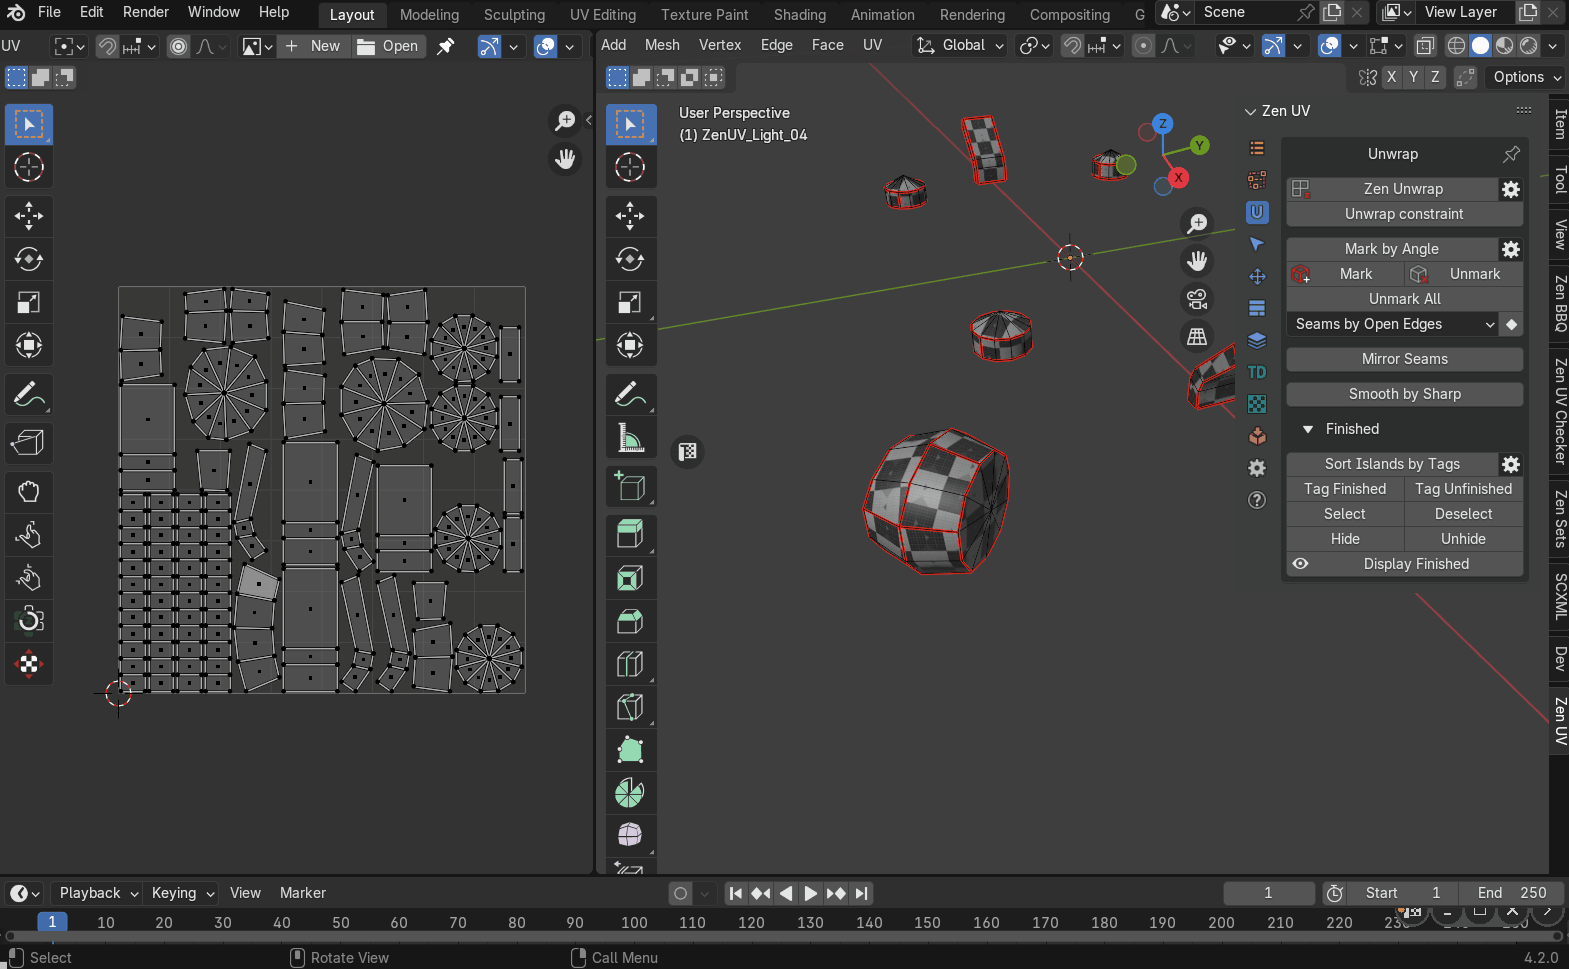 File Edit Render Window Help Layout Modeling Sculpting UV Editing Texture Paint Shading Animation Rendering Compositing G Scene View Layer
UV New Open Add Mesh Vertex Edge Face UV Global
X Y Z Options
User Perspective
(1) ZenUV_Light_04
Z
Y
X
Zen UV
Unwrap
Zen Unwrap
Unwrap constraint
Mark by Angle
Mark Unmark
Unmark All
Seams by Open Edges
Mirror Seams
TD
Smooth by Sharp
Finished
Sort Islands by Tags
Tag Finished Tag Unfinished
Select Deselect
Hide Unhide
Display Finished
Item
Tool
View
Zen BBQ
Zen UV Checker
Zen Sets
SCXML
Dev
Zen UV
Playback Keying View Marker 1 Start 1 End 250
1 10 20 30 40 50 60 70 80 90 100 110 120 130 140 150 160 170 180 190 200 210 220
Select Rotate View Call Menu 4.2.0